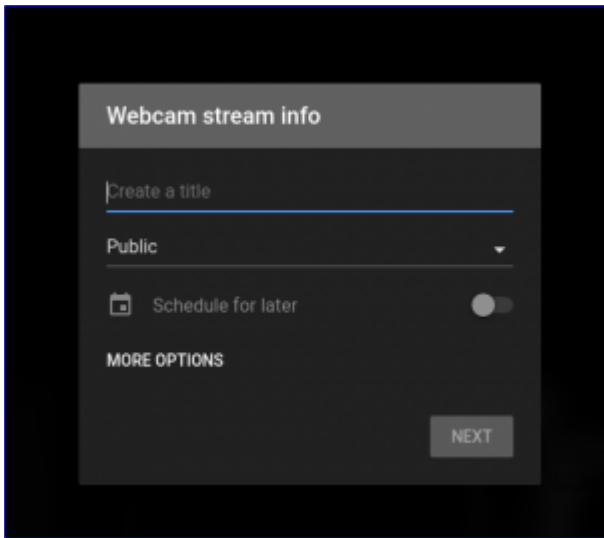 Webcam stream info
Create a title
Public
Schedule for later
MORE OPTIONS
NEXT